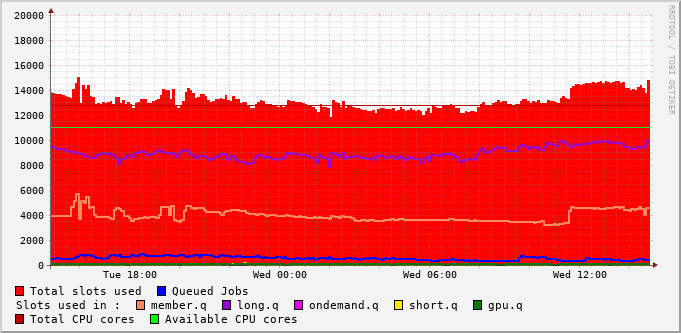 20000
18000
16000
14000
12000
10000
8000
6000
4000
2000
0
Tue 18:00 Wed 00:00 Wed 06:00 Wed 12:00
RRDTOOL / TOBI OETIKER
Total slots used Queued Jobs
Slots used in : member.q long.q ondemand.q short.q gpu.q
Total CPU cores Available CPU cores